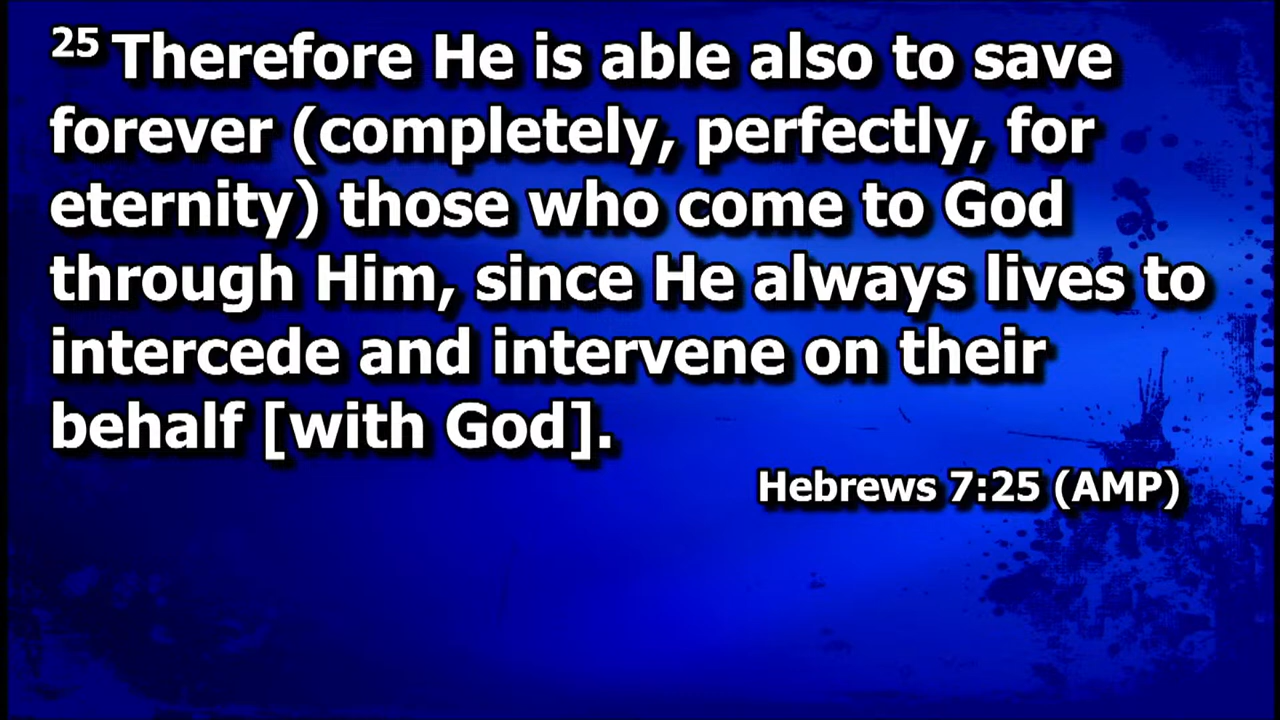 25 Therefore He is able also to save
forever (completely, perfectly, for
eternity) those who come to God
through Him, since He always lives to
intercede and intervene on their
behalf [with God].
Hebrews 7:25 (AMP)